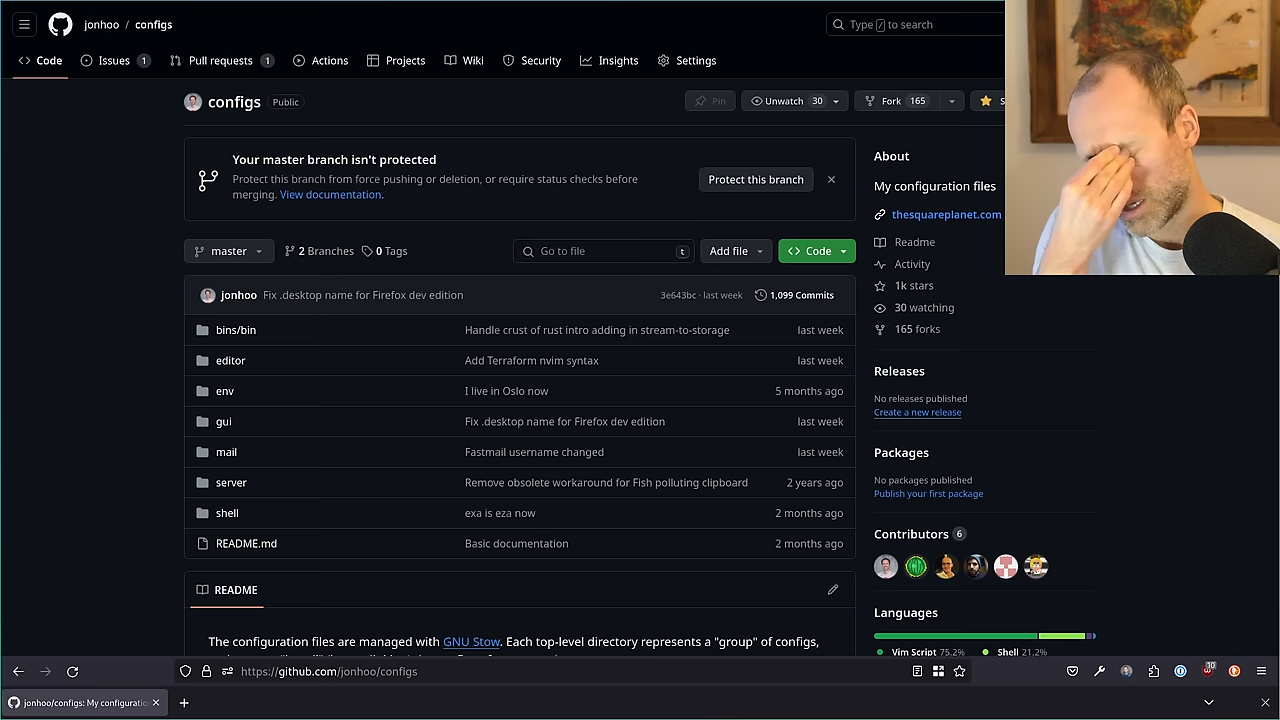 jonhoo / configs
Type / to search
Code
Issues 1
Pull requests 1
Actions
Projects
Wiki
Security
Insights
Settings
configs Public
Pin
Unwatch 30
Fork 165
S
Your master branch isn't protected
Protect this branch from force pushing or deletion, or require status checks before
merging. View documentation.
Protect this branch
master
2 Branches
0 Tags
Go to file t
Add file
Code
jonhoo Fix .desktop name for Firefox dev edition 3e643bc · last week 1,099 Commits
bins/bin Handle crust of rust intro adding in stream-to-storage last week
editor Add Terraform nvim syntax last week
env I live in Oslo now 5 months ago
gui Fix .desktop name for Firefox dev edition last week
mail Fastmail username changed last week
server Remove obsolete workaround for Fish polluting clipboard 2 years ago
shell exa is eza now 2 months ago
README.md Basic documentation 2 months ago
README
The configuration files are managed with GNU Stow. Each top-level directory represents a "group" of configs,
About
My configuration files
thesquareplanet.com
Readme
Activity
1k stars
30 watching
165 forks
Releases
No releases published
Create a new release
Packages
No packages published
Publish your first package
Contributors 6
Languages
Vim Script 75.2% Shell 21.2%
https://github.com/jonhoo/configs
10
jonhoo/configs: My configuratio